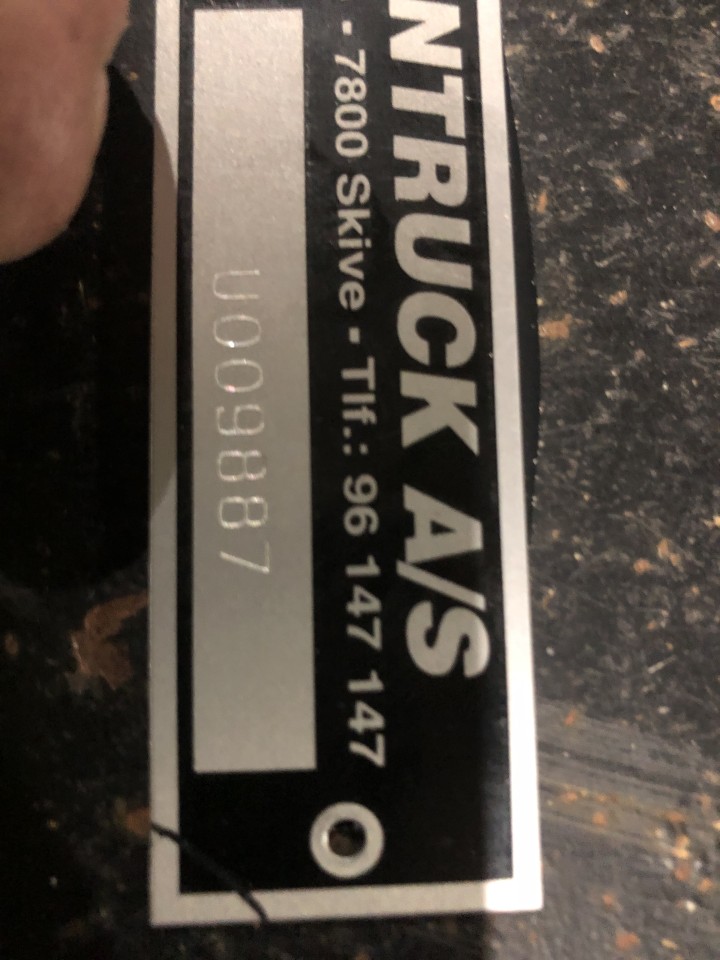 NTRUCK A/S
- 7800 Skive - Tlf.: 96 147 147
U009887